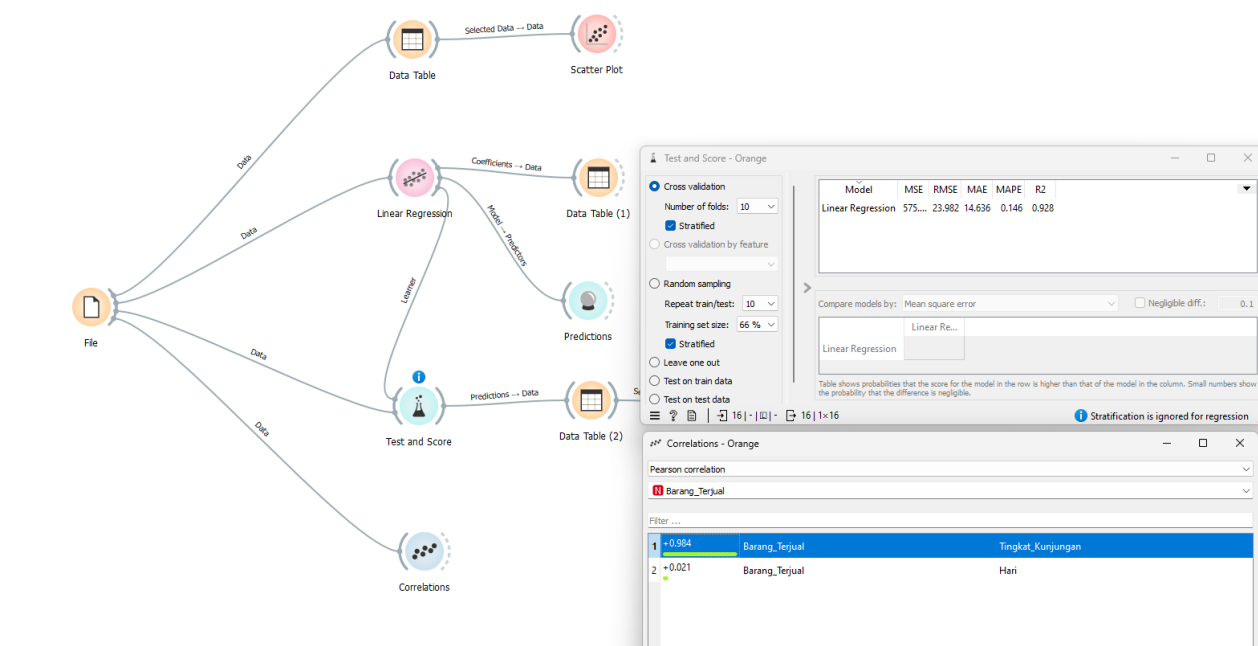 Selected Data → Data
Data Table
Scatter Plot
Data
Coefficients → Data
Linear Regression
Data Table (1)
Data
Model → Predictors
Learner
File
Predictions
Data
Predictions → Data
Test and Score
Data Table (2)
Data
Correlations
Test and Score - Orange
Cross validation
Number of folds: 10
Stratified
Cross validation by feature
Random sampling
Repeat train/test: 10
Training set size: 66 %
Stratified
Leave one out
Test on train data
Test on test data
Model MSE RMSE MAE MAPE R2
Linear Regression 575.... 23.982 14.636 0.146 0.928
Compare models by: Mean square error Negligible diff.: 0.1
Linear Re...
Linear Regression
Table shows probabilities that the score for the model in the row is higher than that of the model in the column. Small numbers show
the probability that the difference is negligible.
16 | - | - 16 | 1×16
Stratification is ignored for regression
Correlations - Orange
Pearson correlation
N Barang_Terjual
Filter ...
1 +0.984 Barang_Terjual Tingkat_Kunjungan
2 +0.021 Barang_Terjual Hari